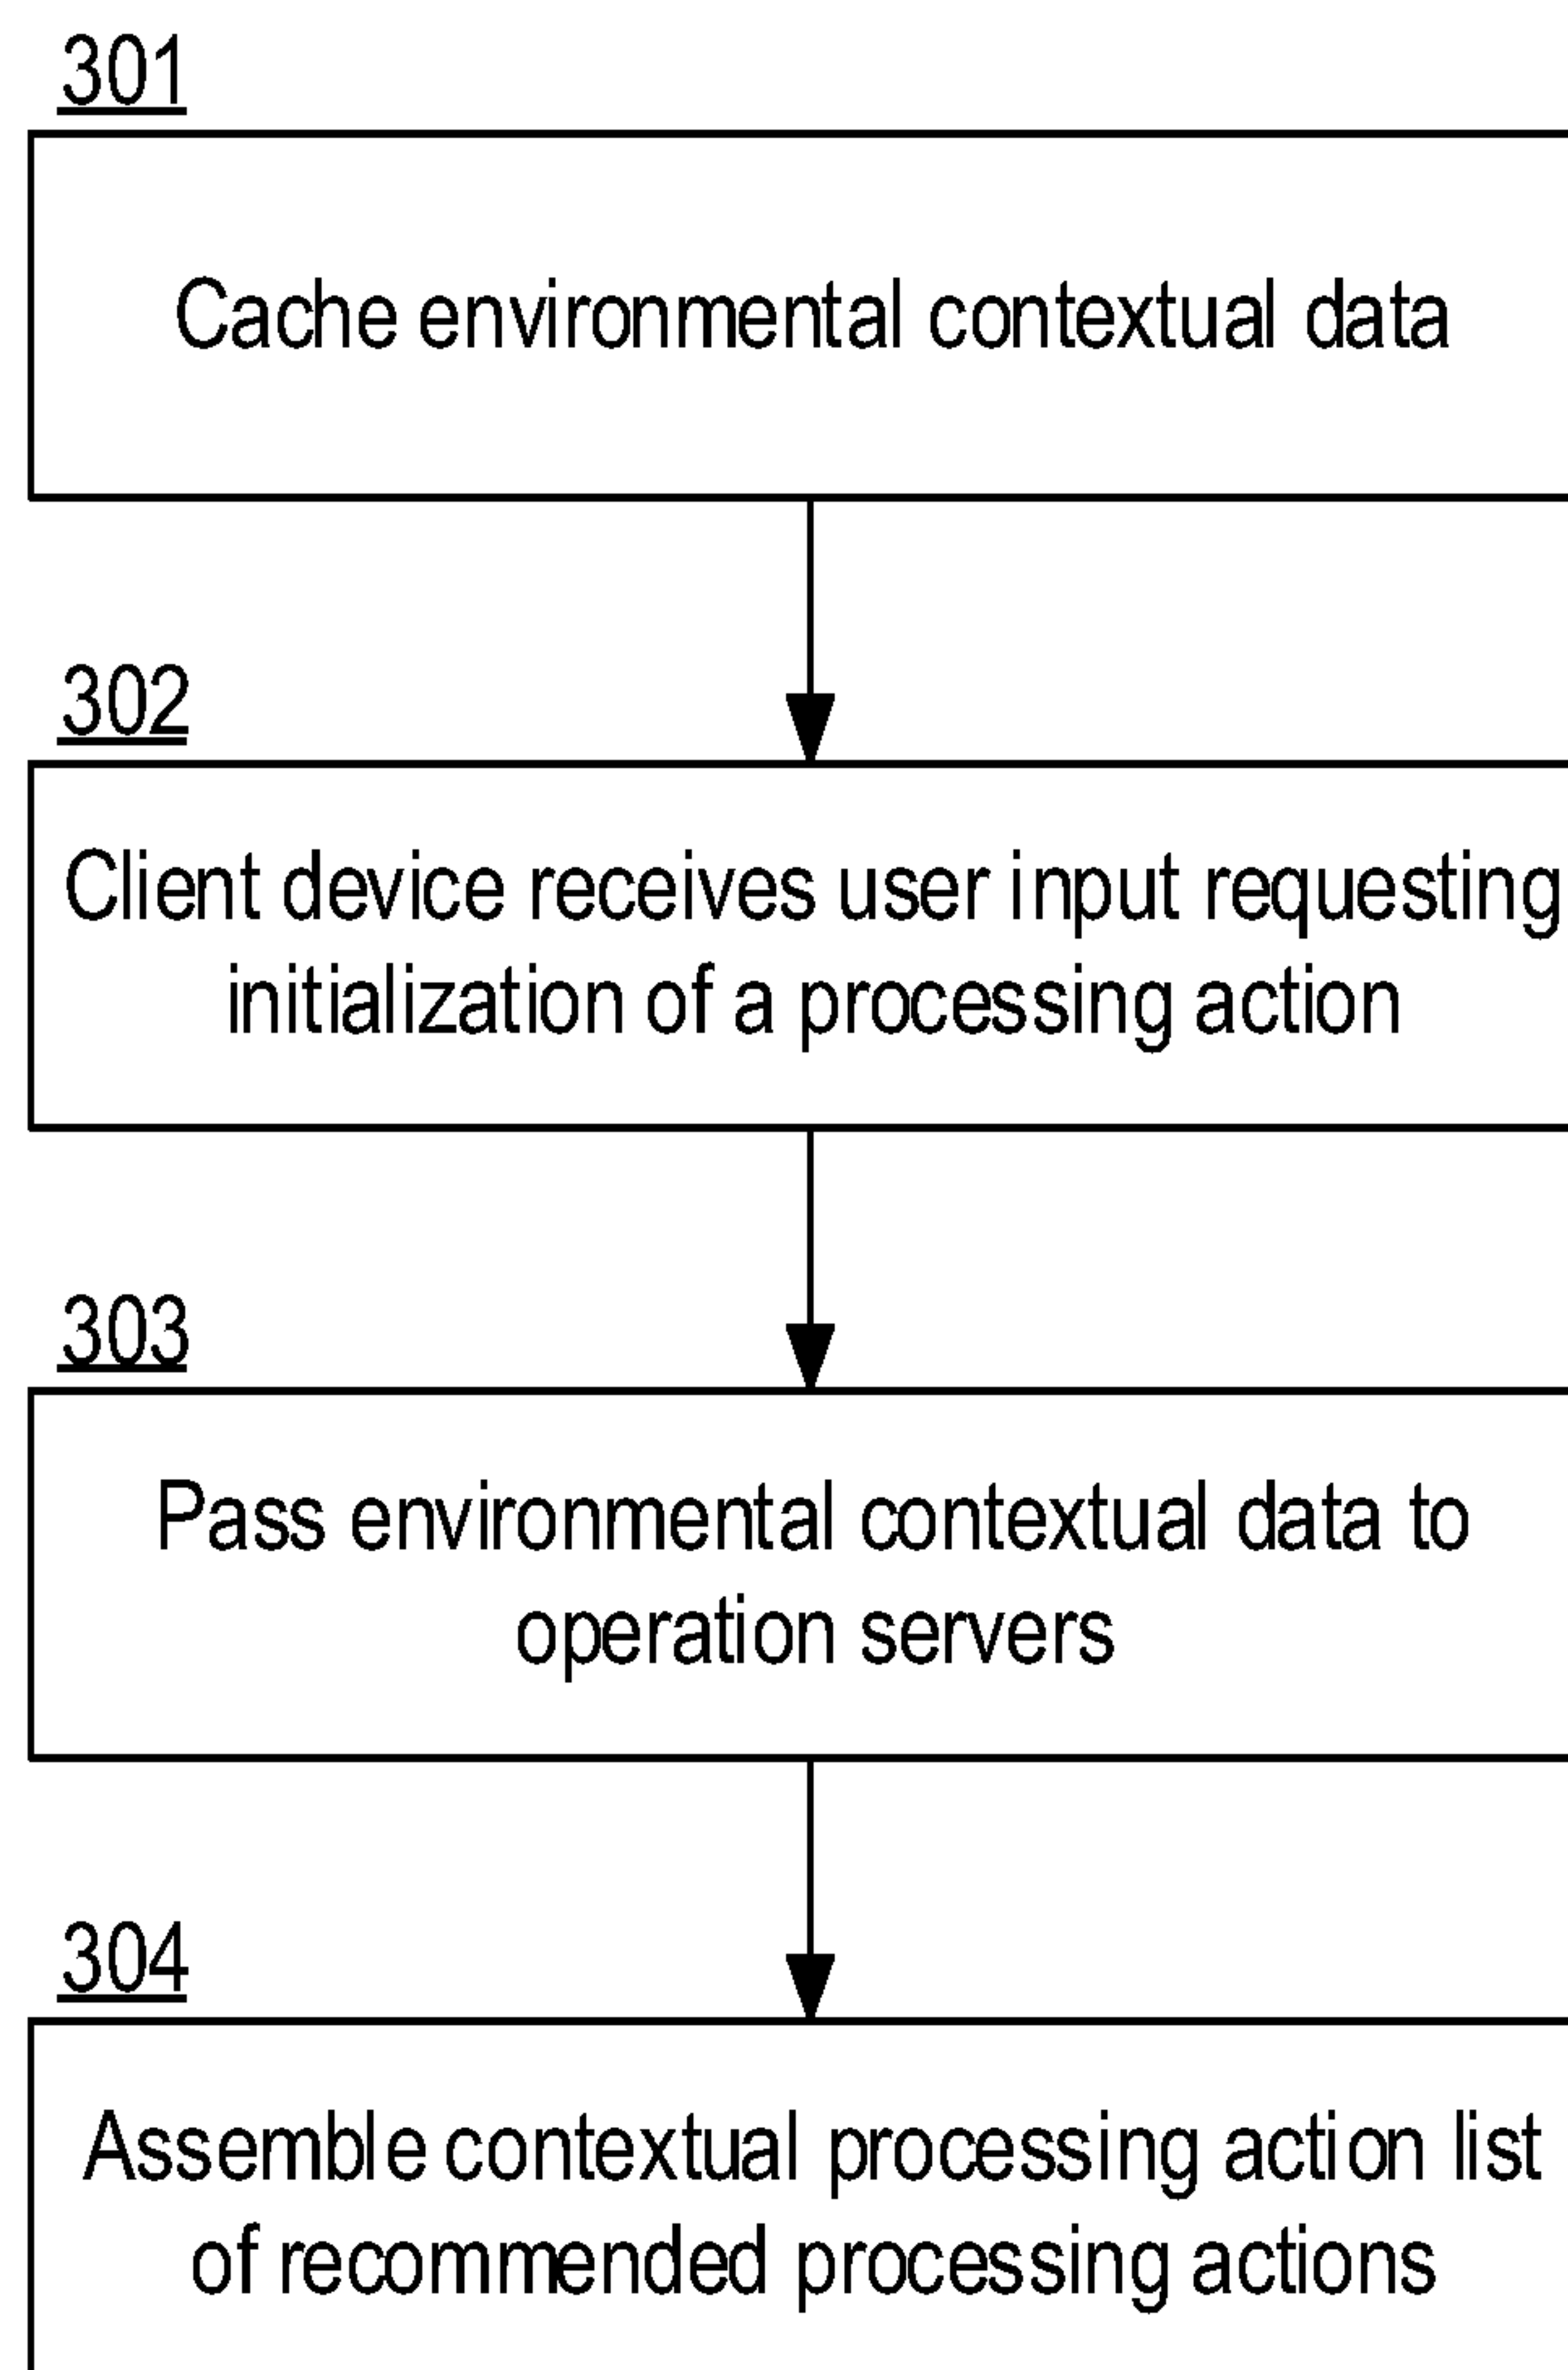 301
Cache environmental contextual data
302
Client device receives user input requesting
initialization of a processing action
303
Pass environmental contextual data to
operation servers
304
Assemble contextual processing action list
of recommended processing actions